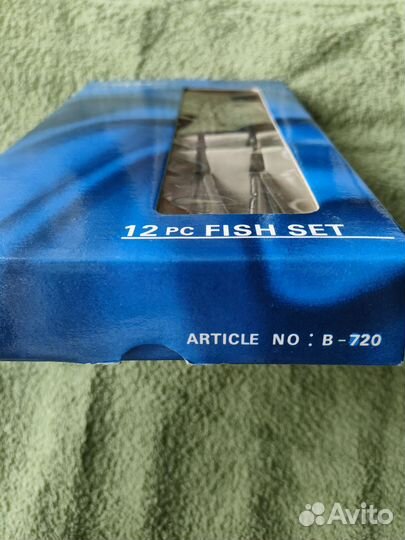 12 PC FISH SET
ARTICLE NO : B-720
Avito